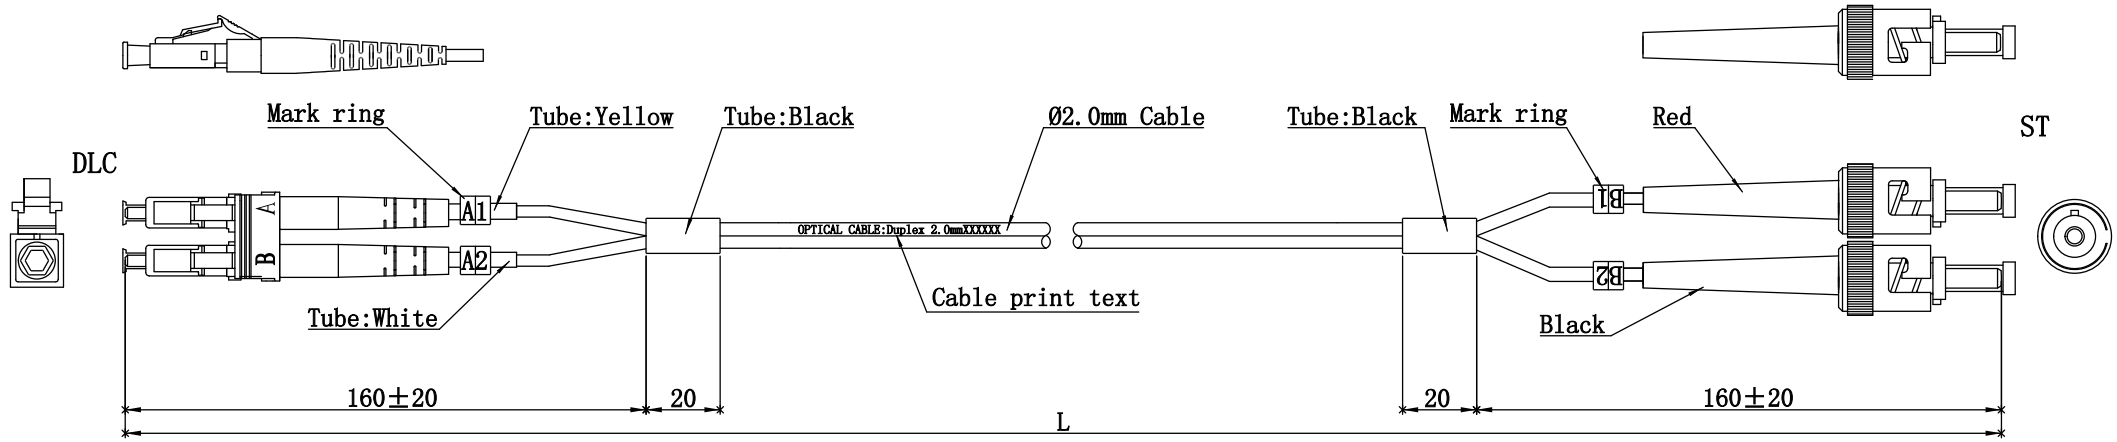 Mark ring
Tube:Yellow
Tube:Black
Ø2.0mm Cable
Tube:Black
Mark ring
Red
ST
DLC
A
A1
B1
OPTICAL CABLE:Duplex 2.0mmXXXXXX
B
A2
B2
Cable print text
Tube:White
Black
160±20
20
20
160±20
L